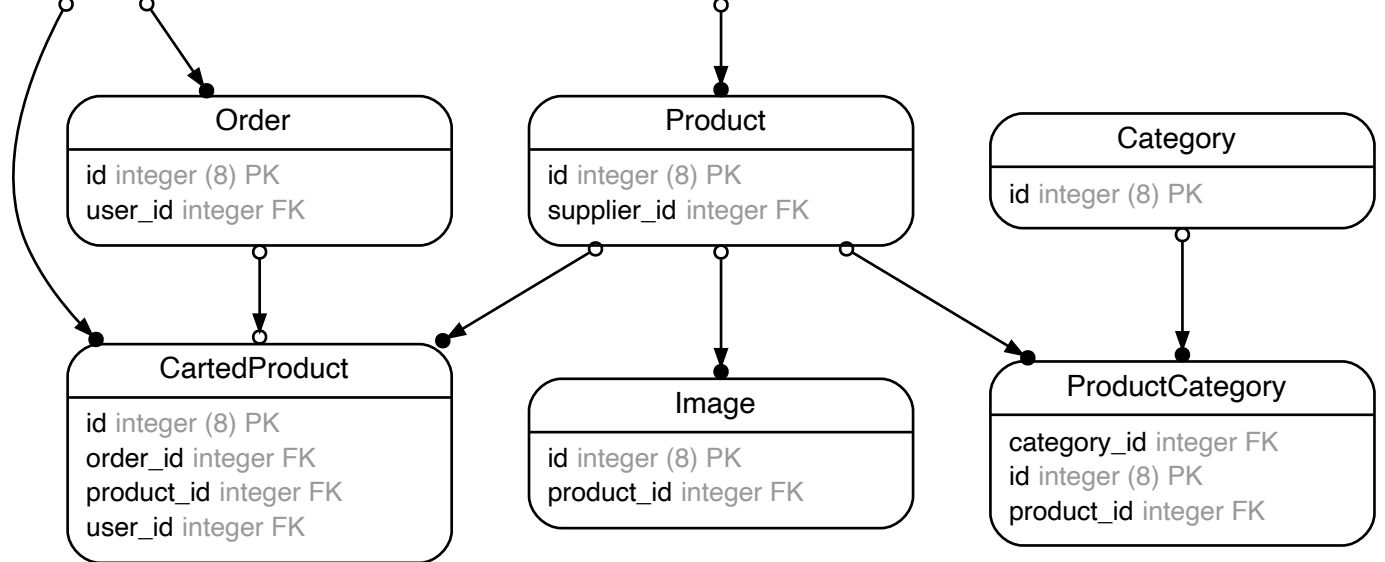 Order
id integer (8) PK
user_id integer FK
Product
id integer (8) PK
supplier_id integer FK
Category
id integer (8) PK
CartedProduct
id integer (8) PK
order_id integer FK
product_id integer FK
user_id integer FK
Image
id integer (8) PK
product_id integer FK
ProductCategory
category_id integer FK
id integer (8) PK
product_id integer FK